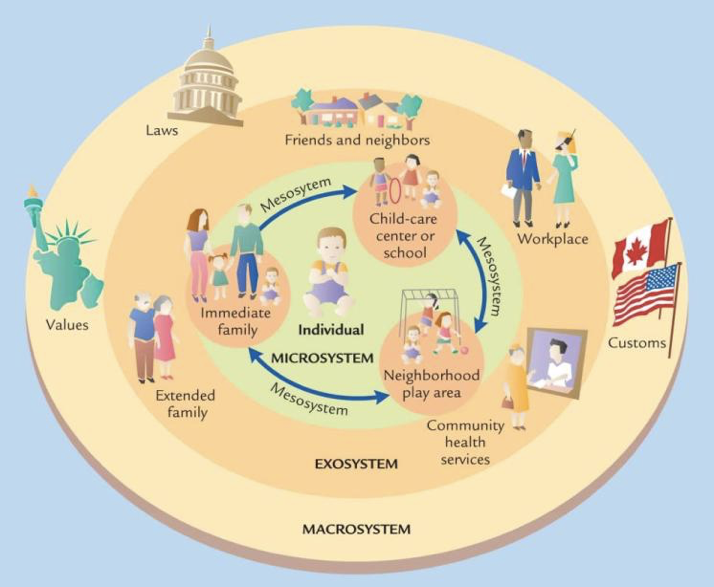 Laws
Friends and neighbors
Mesosytem
Child-care
center or
school
Workplace
Mesosystem
Values
Immediate
family
Individual
MICROSYSTEM
Customs
Neighborhood
play area
Mesosystem
Extended
family
Community
health
services
EXOSYSTEM
MACROSYSTEM